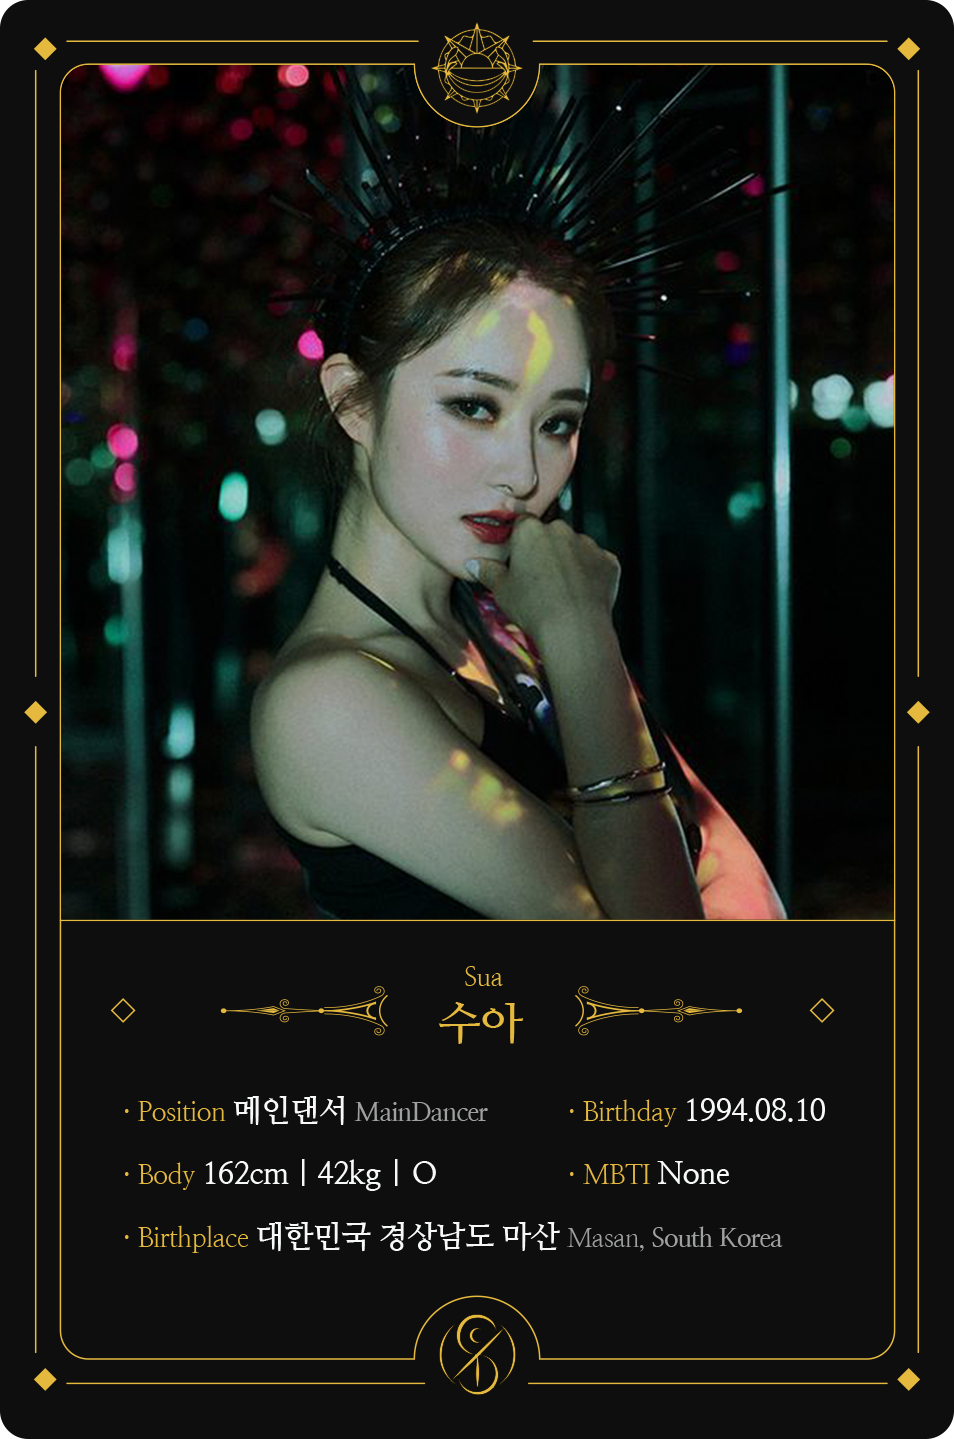 Sua
수아
· Position 메인댄서 MainDancer · Birthday 1994.08.10
· Body 162cm | 42kg | O · MBTI None
· Birthplace 대한민국 경상남도 마산 Masan, South Korea